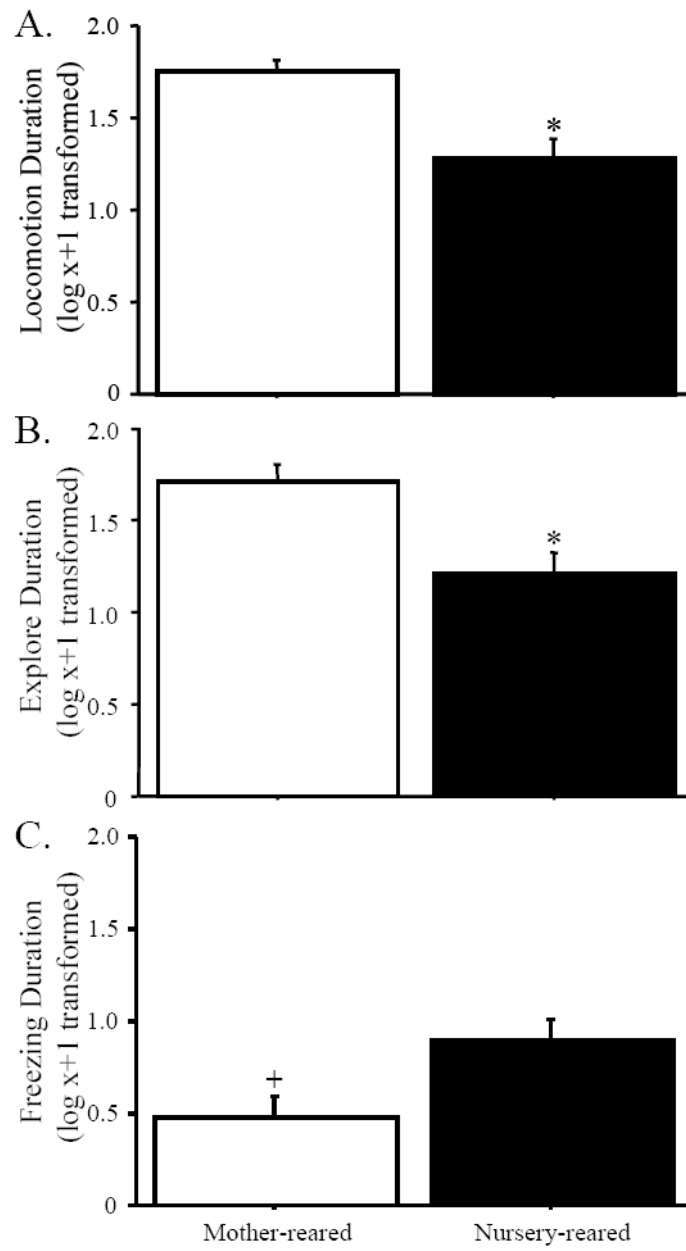 A.
Locomotion Duration
(log x+1 transformed)
2.0
1.5
1.0
0.5
0
*
B.
Explore Duration
(log x+1 transformed)
2.0
1.5
1.0
0.5
0
*
C.
Freezing Duration
(log x+1 transformed)
2.0
1.5
1.0
0.5
0
+
Mother-reared
Nursery-reared